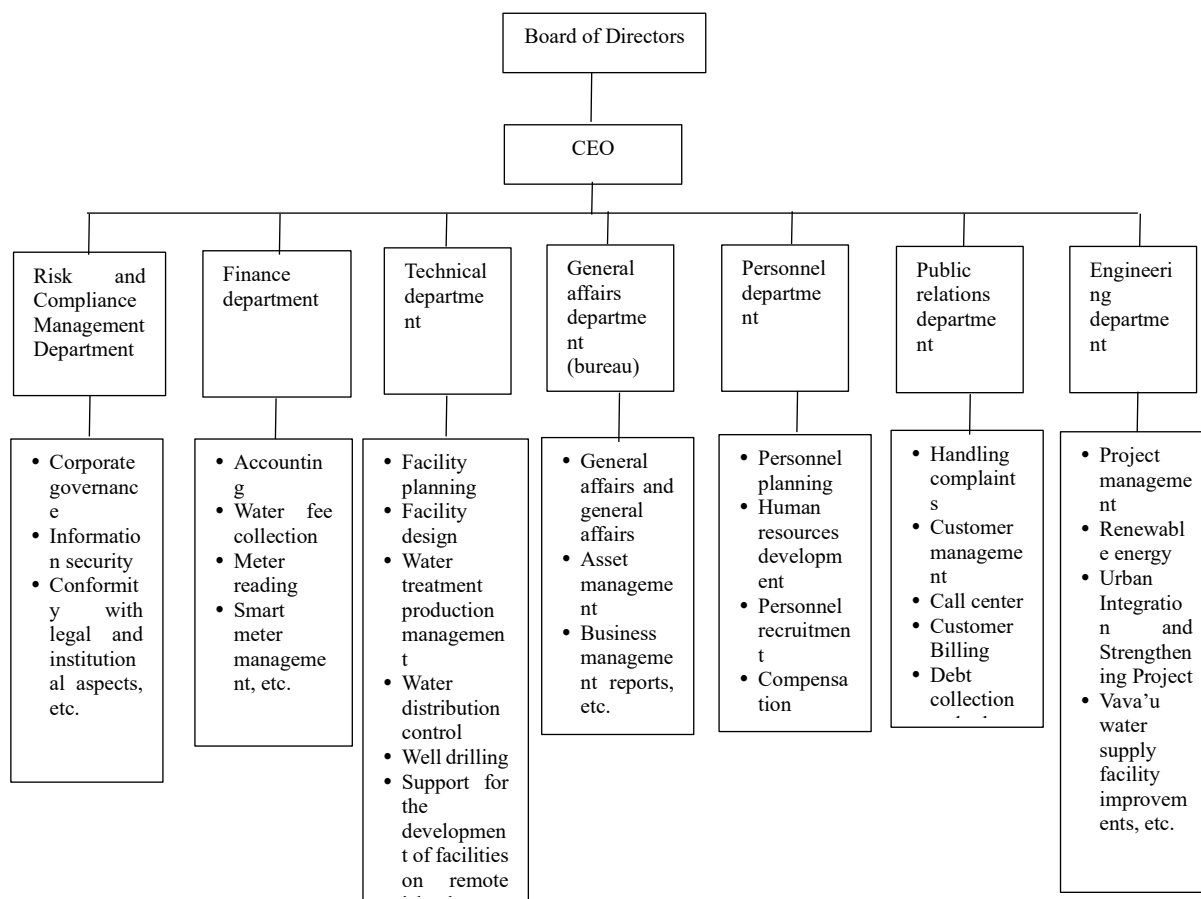 Board of Directors
CEO
Risk and
Compliance
Management
Department
Finance
department
Technical
departme
nt
General
affairs
departme
nt
(bureau)
Personnel
departme
nt
Public
relations
departme
nt
Engineeri
ng
departme
nt
• Corporate
governanc
e
• Informatio
n security
• Conformit
y with
legal and
institution
al aspects,
etc.
• Accountin
g
• Water fee
collection
• Meter
reading
• Smart
meter
manageme
nt, etc.
• Facility
planning
• Facility
design
• Water
treatment
production
managemen
t
• Water
distribution
control
• Well drilling
• Support for
the
developmen
t of facilities
on remote
• General
affairs and
general
affairs
• Asset
manageme
nt
• Business
manageme
nt reports,
etc.
• Personnel
planning
• Human
resources
developm
ent
• Personnel
recruitme
nt
• Compensa
tion
• Handling
complaint
s
• Customer
manageme
nt
• Call center
• Customer
Billing
• Debt
collection
• Project
managem
ent
• Renewabl
e energy
• Urban
Integratio
n and
Strengthe
ning Project
• Vava’u
water
supply
facility
improvem
ents, etc.